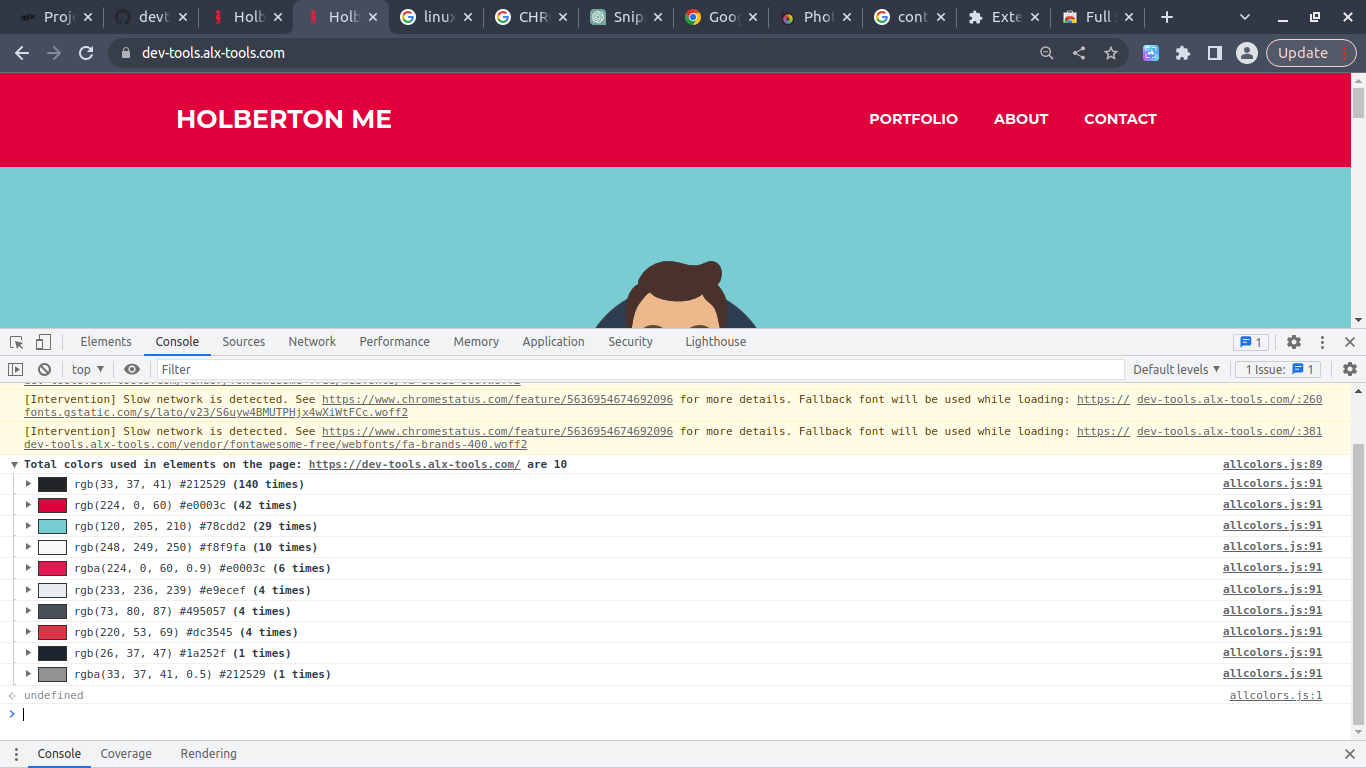 Proj
devt
Holb
Holb
linux
CHR
Snip
Goog
Phot
cont
Exte
Full
dev-tools.alx-tools.com
Update
HOLBERTON ME
PORTFOLIO ABOUT CONTACT
Elements Console Sources Network Performance Memory Application Security Lighthouse 1
top Filter Default levels 1 Issue: 1
[Intervention] Slow network is detected. See https://www.chromestatus.com/feature/5636954674692096 for more details. Fallback font will be used while loading: https:// dev-tools.alx-tools.com/:260
fonts.gstatic.com/s/lato/v23/S6uyw4BMUTPHjx4wXiWtFCc.woff2
[Intervention] Slow network is detected. See https://www.chromestatus.com/feature/5636954674692096 for more details. Fallback font will be used while loading: https:// dev-tools.alx-tools.com/:381
dev-tools.alx-tools.com/vendor/fontawesome-free/webfonts/fa-brands-400.woff2
Total colors used in elements on the page: https://dev-tools.alx-tools.com/ are 10 allcolors.js:89
rgb(33, 37, 41) #212529 (140 times) allcolors.js:91
rgb(224, 0, 60) #e0003c (42 times) allcolors.js:91
rgb(120, 205, 210) #78cdd2 (29 times) allcolors.js:91
rgb(248, 249, 250) #f8f9fa (10 times) allcolors.js:91
rgba(224, 0, 60, 0.9) #e0003c (6 times) allcolors.js:91
rgb(233, 236, 239) #e9ecef (4 times) allcolors.js:91
rgb(73, 80, 87) #495057 (4 times) allcolors.js:91
rgb(220, 53, 69) #dc3545 (4 times) allcolors.js:91
rgb(26, 37, 47) #1a252f (1 times) allcolors.js:91
rgba(33, 37, 41, 0.5) #212529 (1 times) allcolors.js:91
undefined allcolors.js:1
Console Coverage Rendering